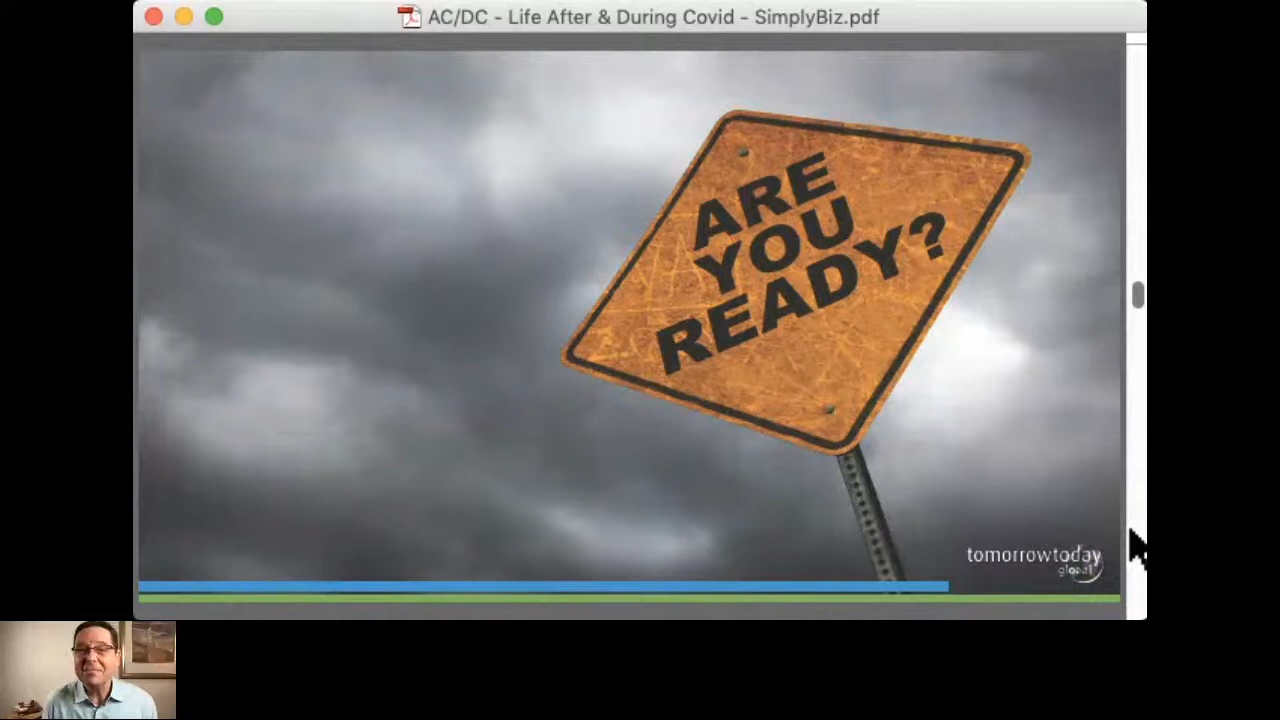 AC/DC - Life After & During Covid - SimplyBiz.pdf
ARE
YOU
READY?
tomorrowtoday
global